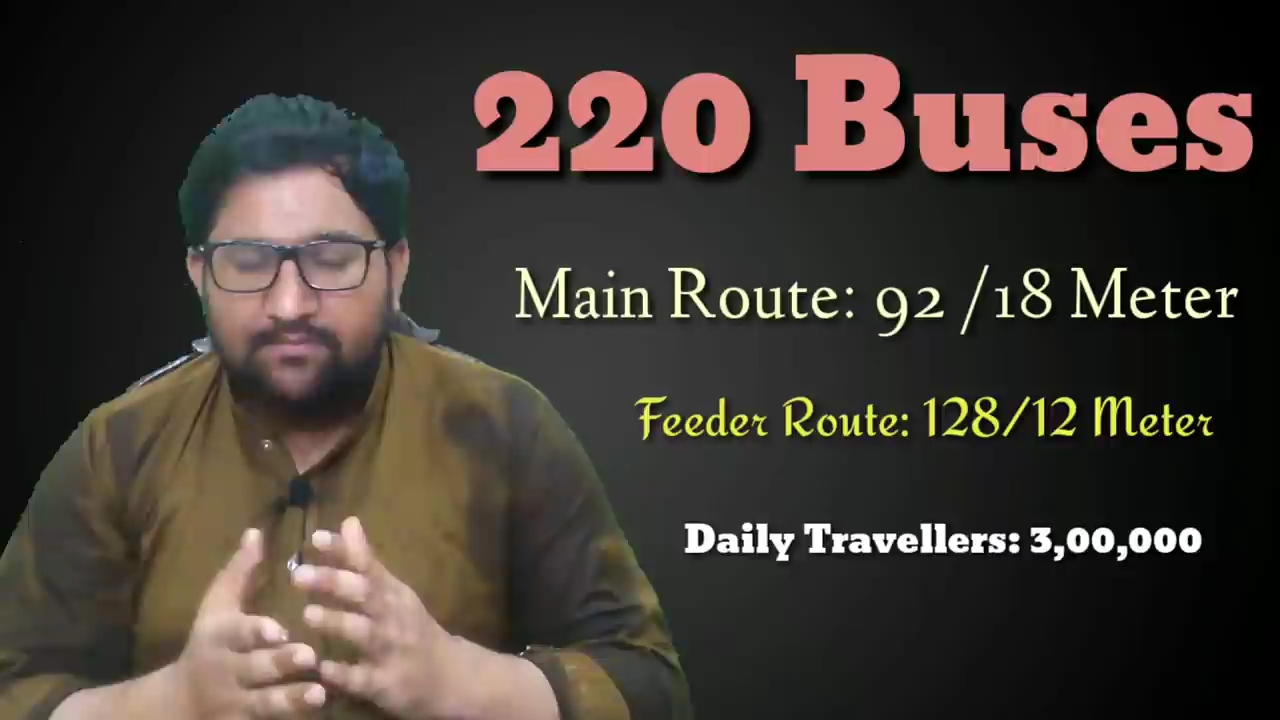 220 Buses
Main Route: 92 /18 Meter
Feeder Route: 128/12 Meter
Daily Travellers: 3,00,000